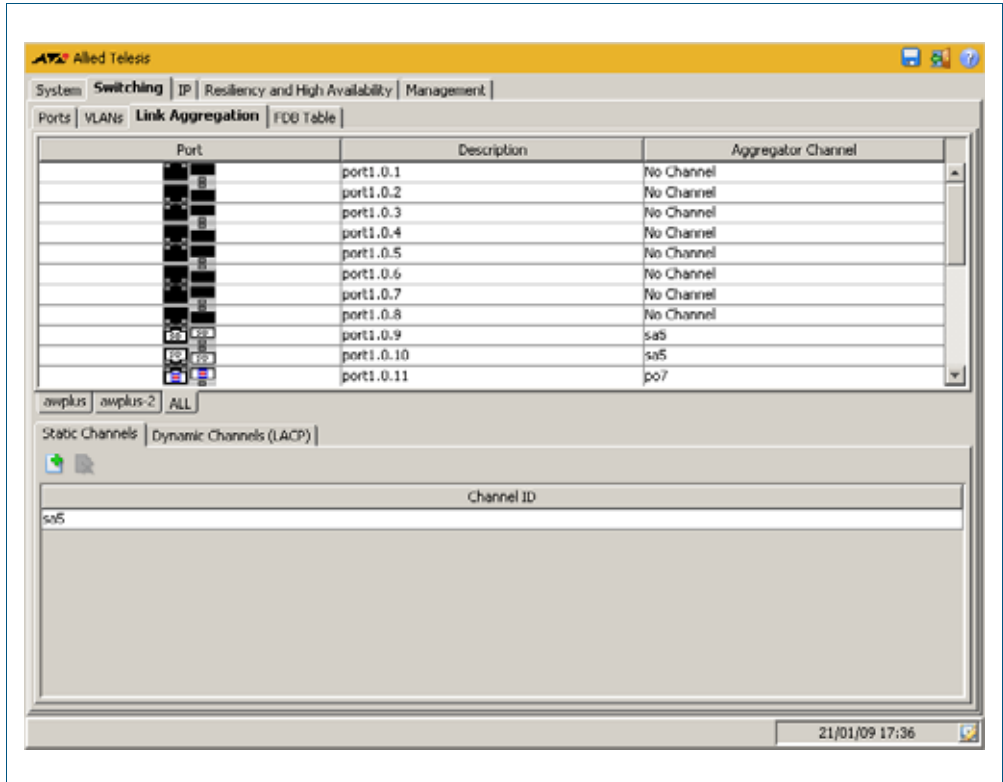 Allied Telesis
System Switching IP Resiliency and High Availability Management
Ports VLANs Link Aggregation FDB Table
Port Description Aggregator Channel
port1.0.1 No Channel
port1.0.2 No Channel
port1.0.3 No Channel
port1.0.4 No Channel
port1.0.5 No Channel
port1.0.6 No Channel
port1.0.7 No Channel
port1.0.8 No Channel
port1.0.9 sa5
port1.0.10 sa5
port1.0.11 po7
awplus awplus-2 ALL
Static Channels Dynamic Channels (LACP)
Channel ID
sa5
21/01/09 17:36